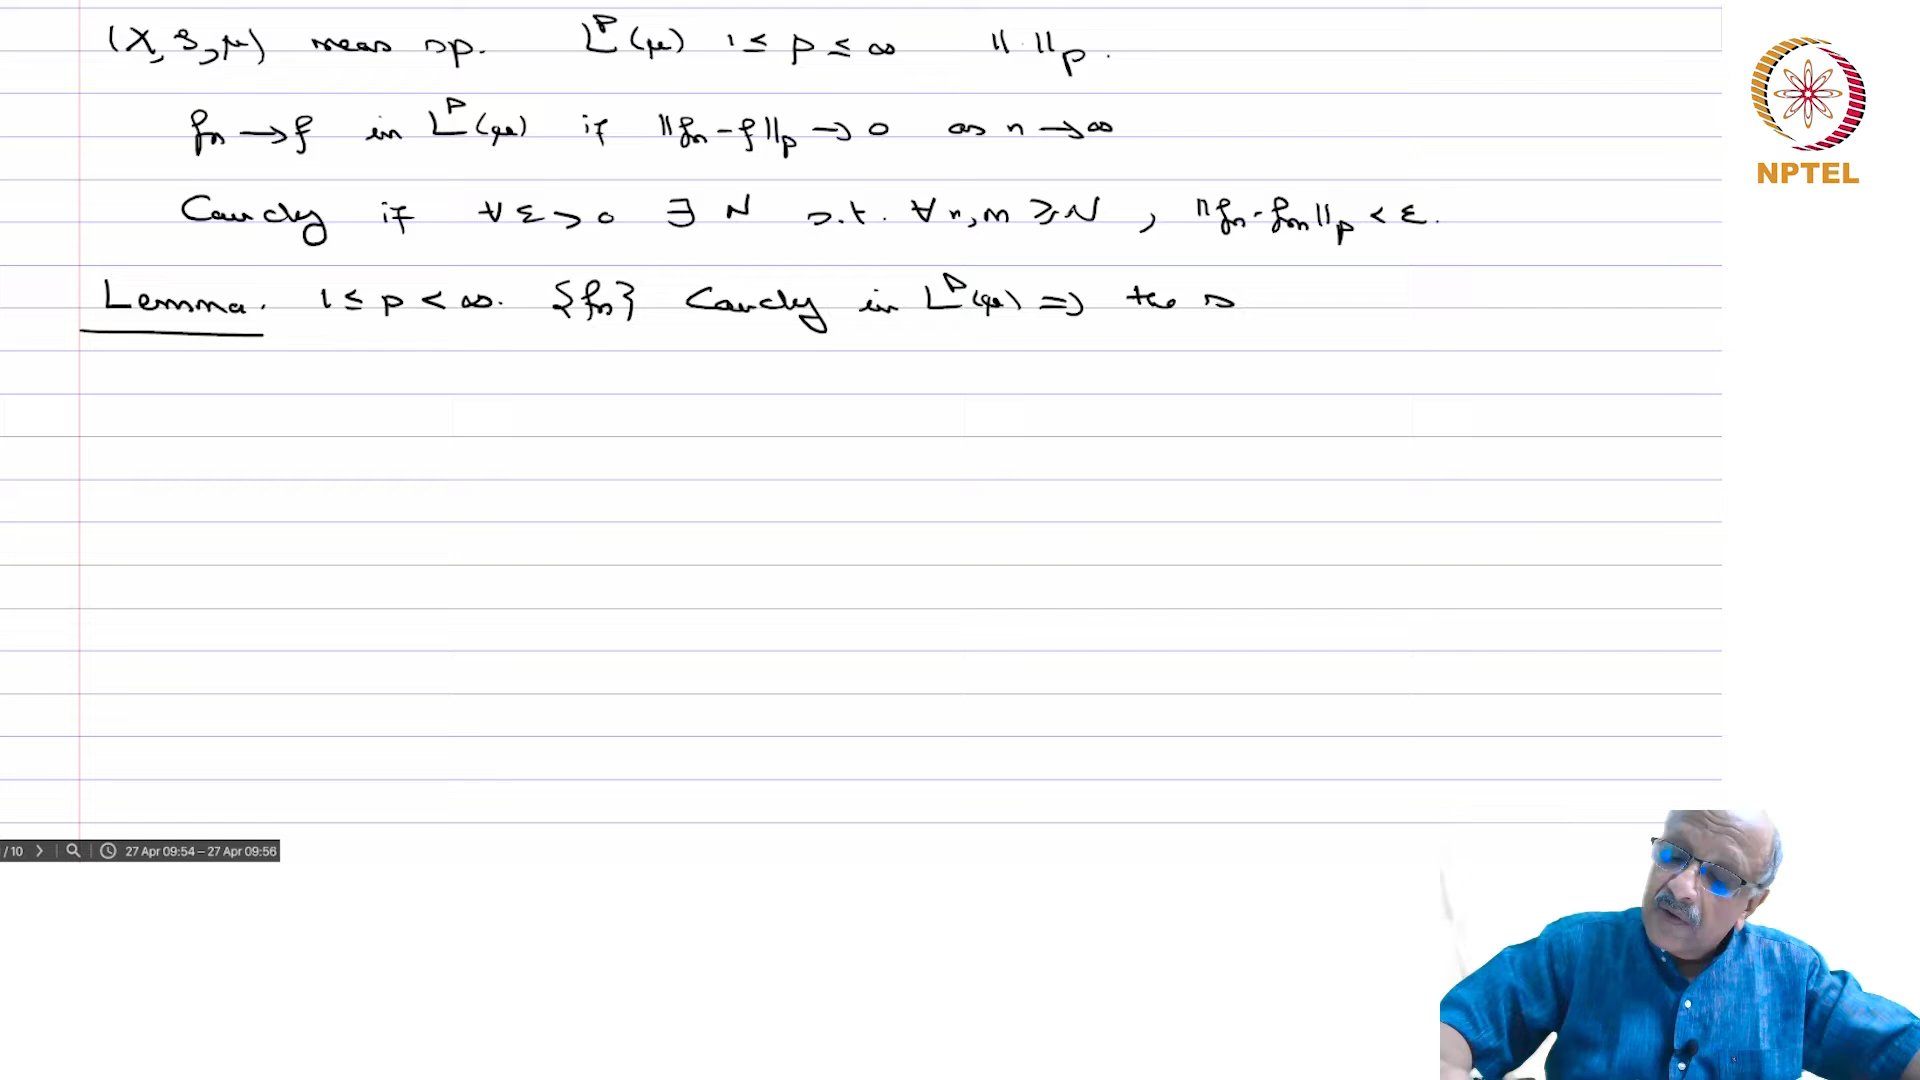 (X, S, μ) meas sp. L^p(μ) 1 ≤ p ≤ ∞ ‖·‖_p.
f_n → f in L^p(μ) if ‖f_n - f‖_p → 0 as n → ∞
Cauchy if ∀ ε > 0 ∃ N s.t. ∀ n, m ≥ N, ‖f_n - f_m‖_p < ε.
Lemma. 1 ≤ p < ∞. {f_n} Cauchy in L^p(μ) ⇒ the s
NPTEL
/10 27 Apr 09:54 – 27 Apr 09:56